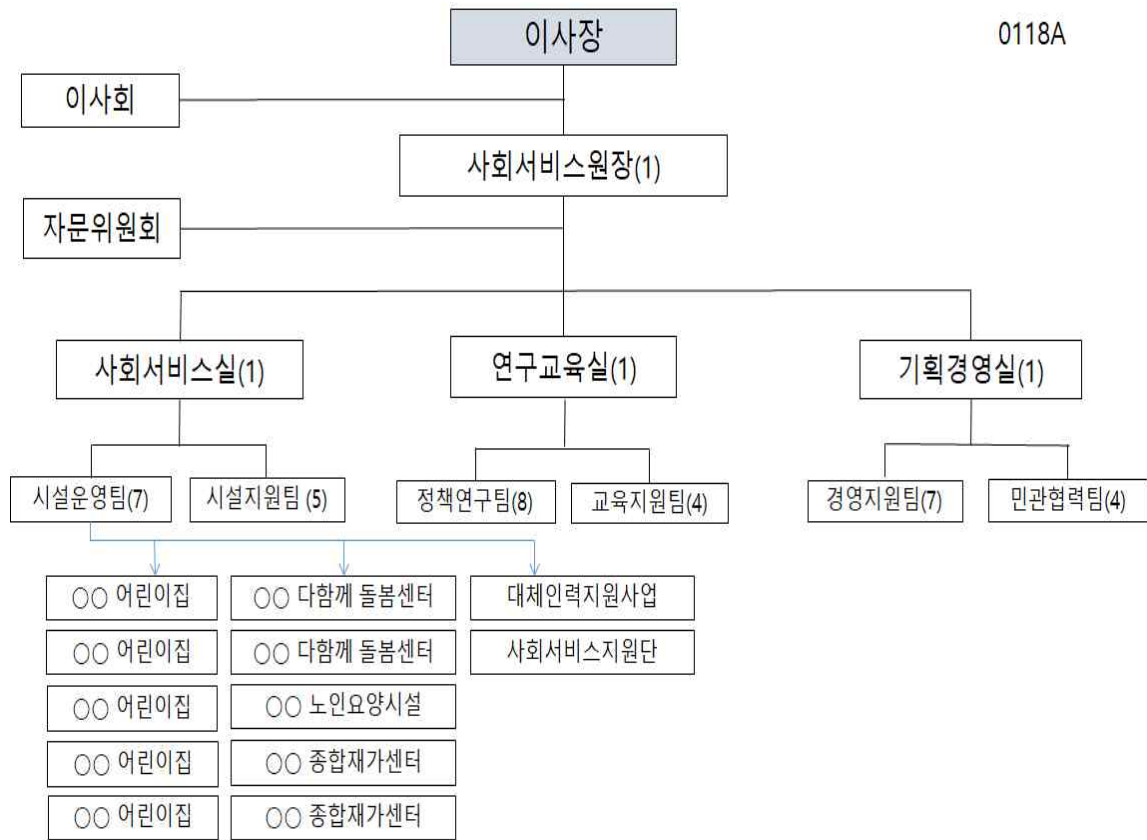 이사장
0118A
이사회
사회서비스원장(1)
자문위원회
사회서비스실(1)
연구교육실(1)
기획경영실(1)
시설운영팀(7)
시설지원팀 (5)
정책연구팀(8)
교육지원팀(4)
경영지원팀(7)
민관협력팀(4)
○○ 어린이집
○○ 다함께 돌봄센터
대체인력지원사업
○○ 어린이집
○○ 다함께 돌봄센터
사회서비스지원단
○○ 어린이집
○○ 노인요양시설
○○ 어린이집
○○ 종합재가센터
○○ 어린이집
○○ 종합재가센터